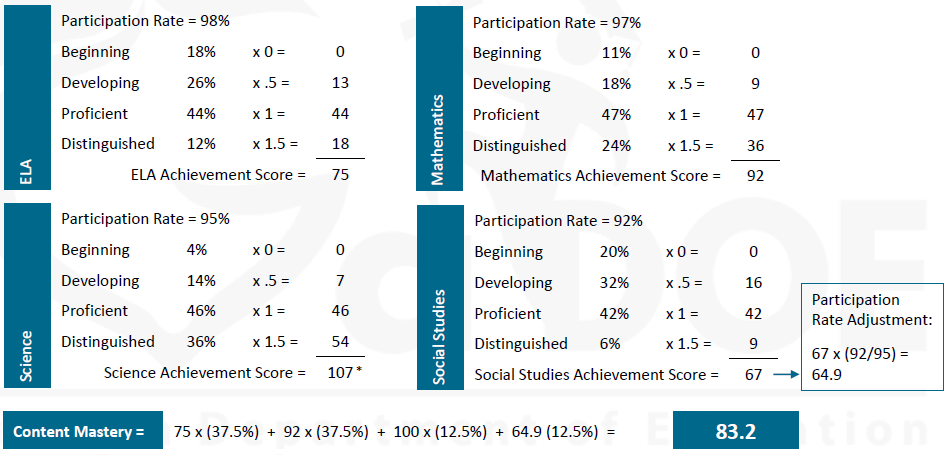 ELA
Participation Rate = 98%
Beginning 18% x 0 = 0
Developing 26% x .5 = 13
Proficient 44% x 1 = 44
Distinguished 12% x 1.5 = 18
ELA Achievement Score = 75
Mathematics
Participation Rate = 97%
Beginning 11% x 0 = 0
Developing 18% x .5 = 9
Proficient 47% x 1 = 47
Distinguished 24% x 1.5 = 36
Mathematics Achievement Score = 92
Science
Participation Rate = 95%
Beginning 4% x 0 = 0
Developing 14% x .5 = 7
Proficient 46% x 1 = 46
Distinguished 36% x 1.5 = 54
Science Achievement Score = 107 *
Social Studies
Participation Rate = 92%
Beginning 20% x 0 = 0
Developing 32% x .5 = 16
Proficient 42% x 1 = 42
Distinguished 6% x 1.5 = 9
Social Studies Achievement Score = 67
Participation
Rate Adjustment:
67 x (92/95) =
64.9
Content Mastery = 75 x (37.5%) + 92 x (37.5%) + 100 x (12.5%) + 64.9 (12.5%) = 83.2